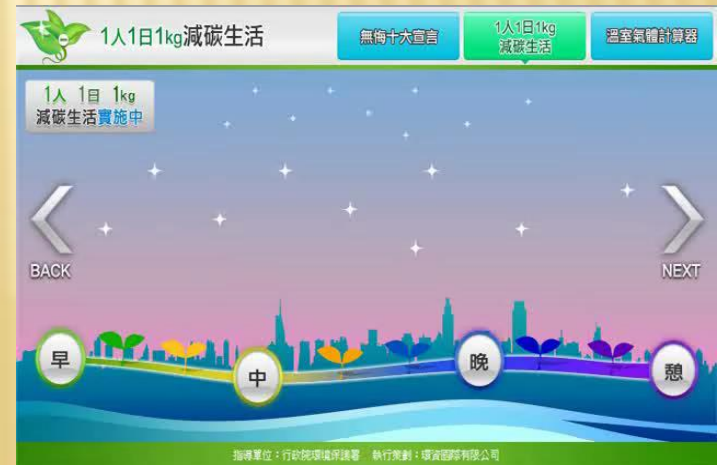 1人1日1kg減碳生活
無悔十大宣言
1人1日1kg
減碳生活
溫室氣體計算器
1人 1日 1kg
減碳生活實施中
BACK
NEXT
早
中
晚
憩
指導單位：行政院環境保護署 執行策劃：環資國際有限公司